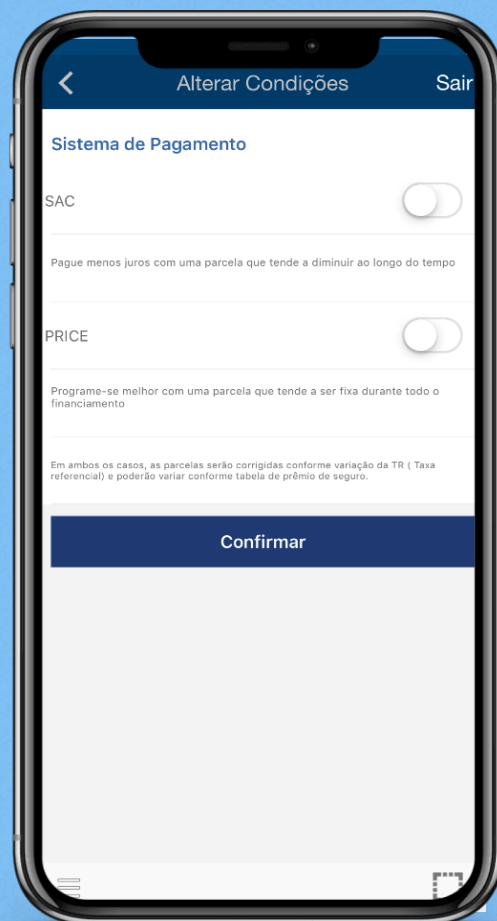 Alterar Condições
Sair
Sistema de Pagamento
SAC
Pague menos juros com uma parcela que tende a diminuir ao longo do tempo
PRICE
Programe-se melhor com uma parcela que tende a ser fixa durante todo o
financiamento
Em ambos os casos, as parcelas serão corrigidas conforme variação da TR ( Taxa
referencial) e poderão variar conforme tabela de prêmio de seguro.
Confirmar